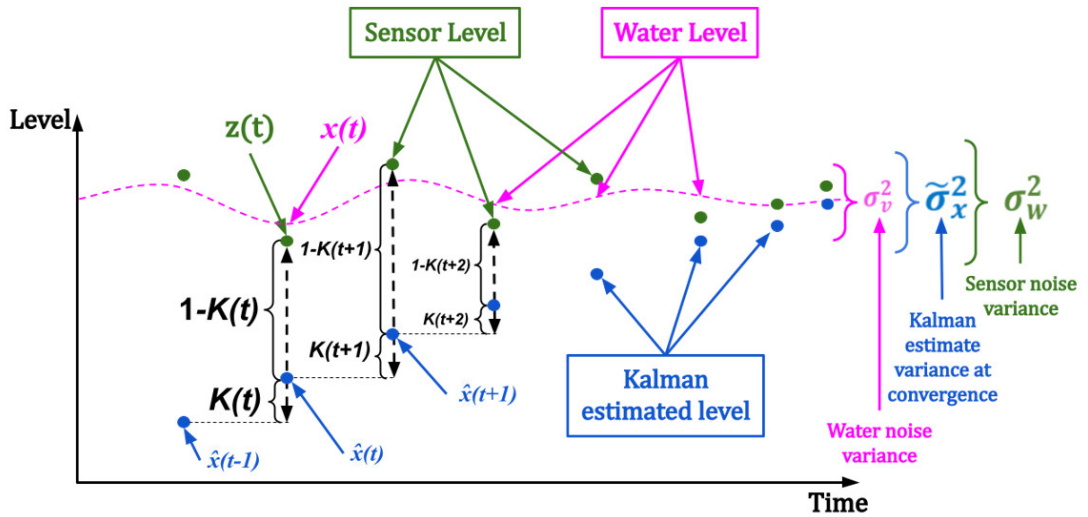 Sensor Level
Water Level
Level
z(t)
x(t)
σ²ᵥ
σ̃²ₓ
σ²_w
1-K(t+1)
1-K(t+2)
1-K(t)
K(t+2)
K(t+1)
K(t)
x̂(t+1)
x̂(t)
x̂(t-1)
Kalman
estimated level
Sensor noise
variance
Kalman
estimate
variance at
convergence
Water noise
variance
Time